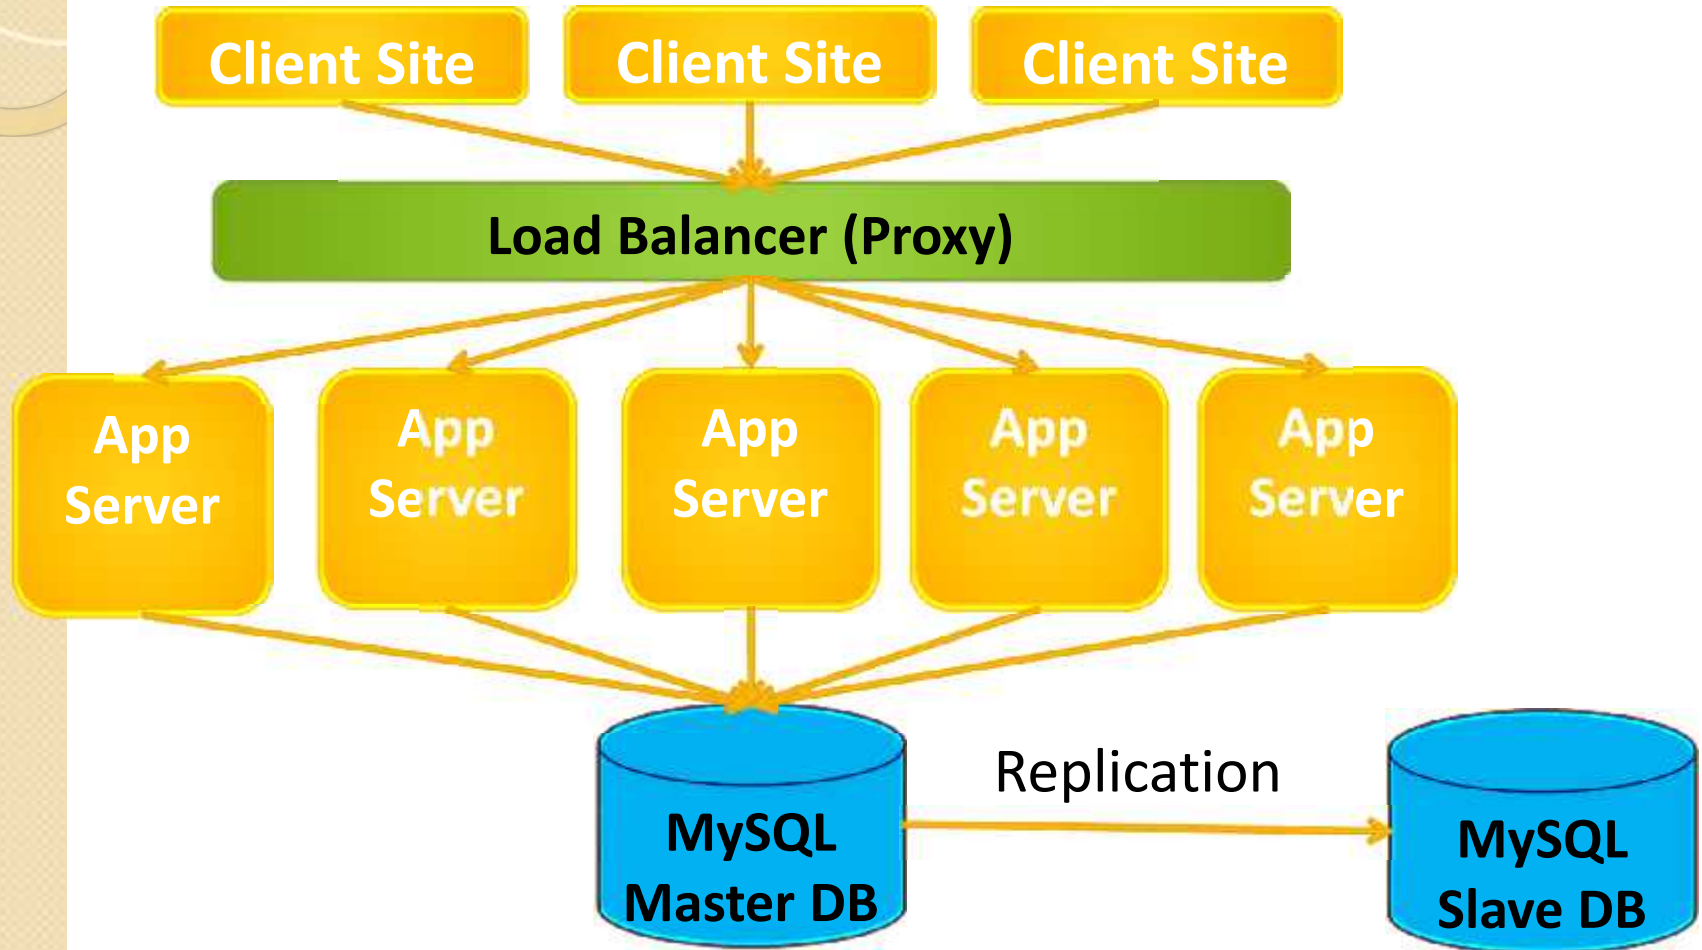 Client Site
Client Site
Client Site
Load Balancer (Proxy)
App
Server
App
Server
App
Server
App
Server
App
Server
Replication
MySQL
Master DB
MySQL
Slave DB